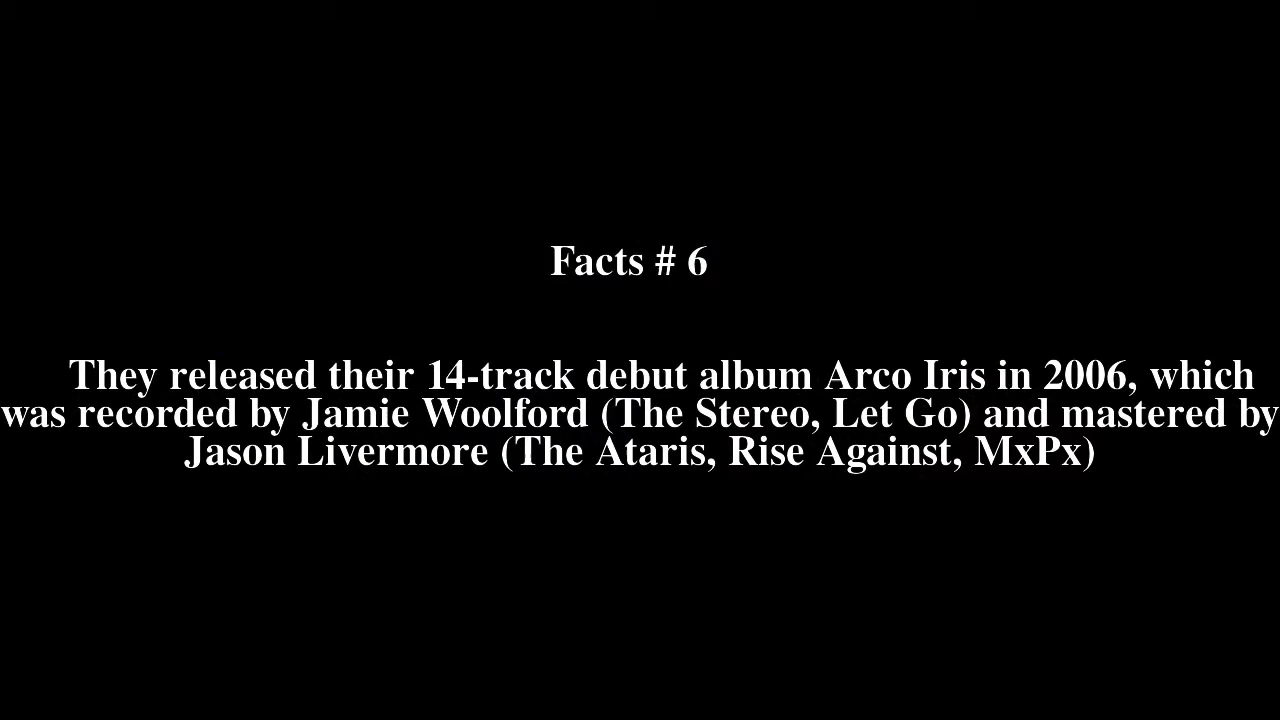 Facts # 6
They released their 14-track debut album Arco Iris in 2006, which
was recorded by Jamie Woolford (The Stereo, Let Go) and mastered by
Jason Livermore (The Ataris, Rise Against, MxPx)